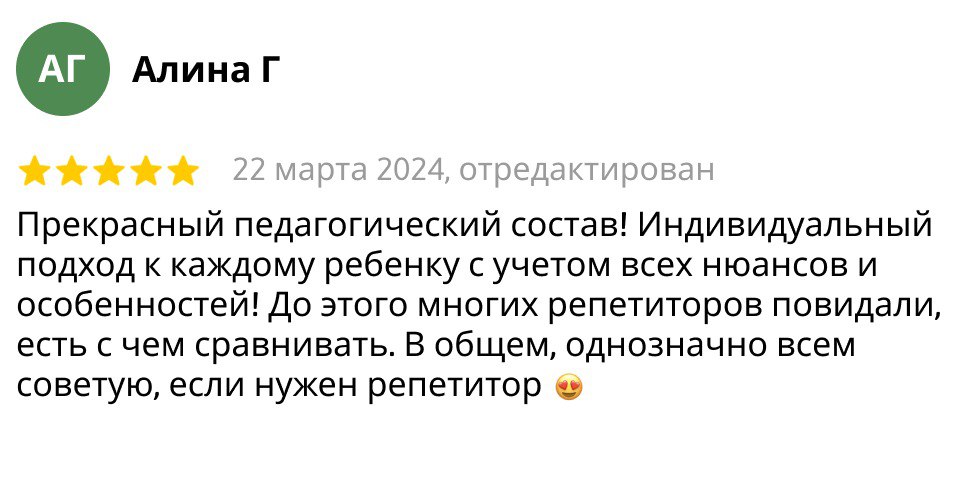 АГ
Алина Г
22 марта 2024, отредактирован
Прекрасный педагогический состав! Индивидуальный
подход к каждому ребенку с учетом всех нюансов и
особенностей! До этого многих репетиторов повидали,
есть с чем сравнивать. В общем, однозначно всем
советую, если нужен репетитор 😍